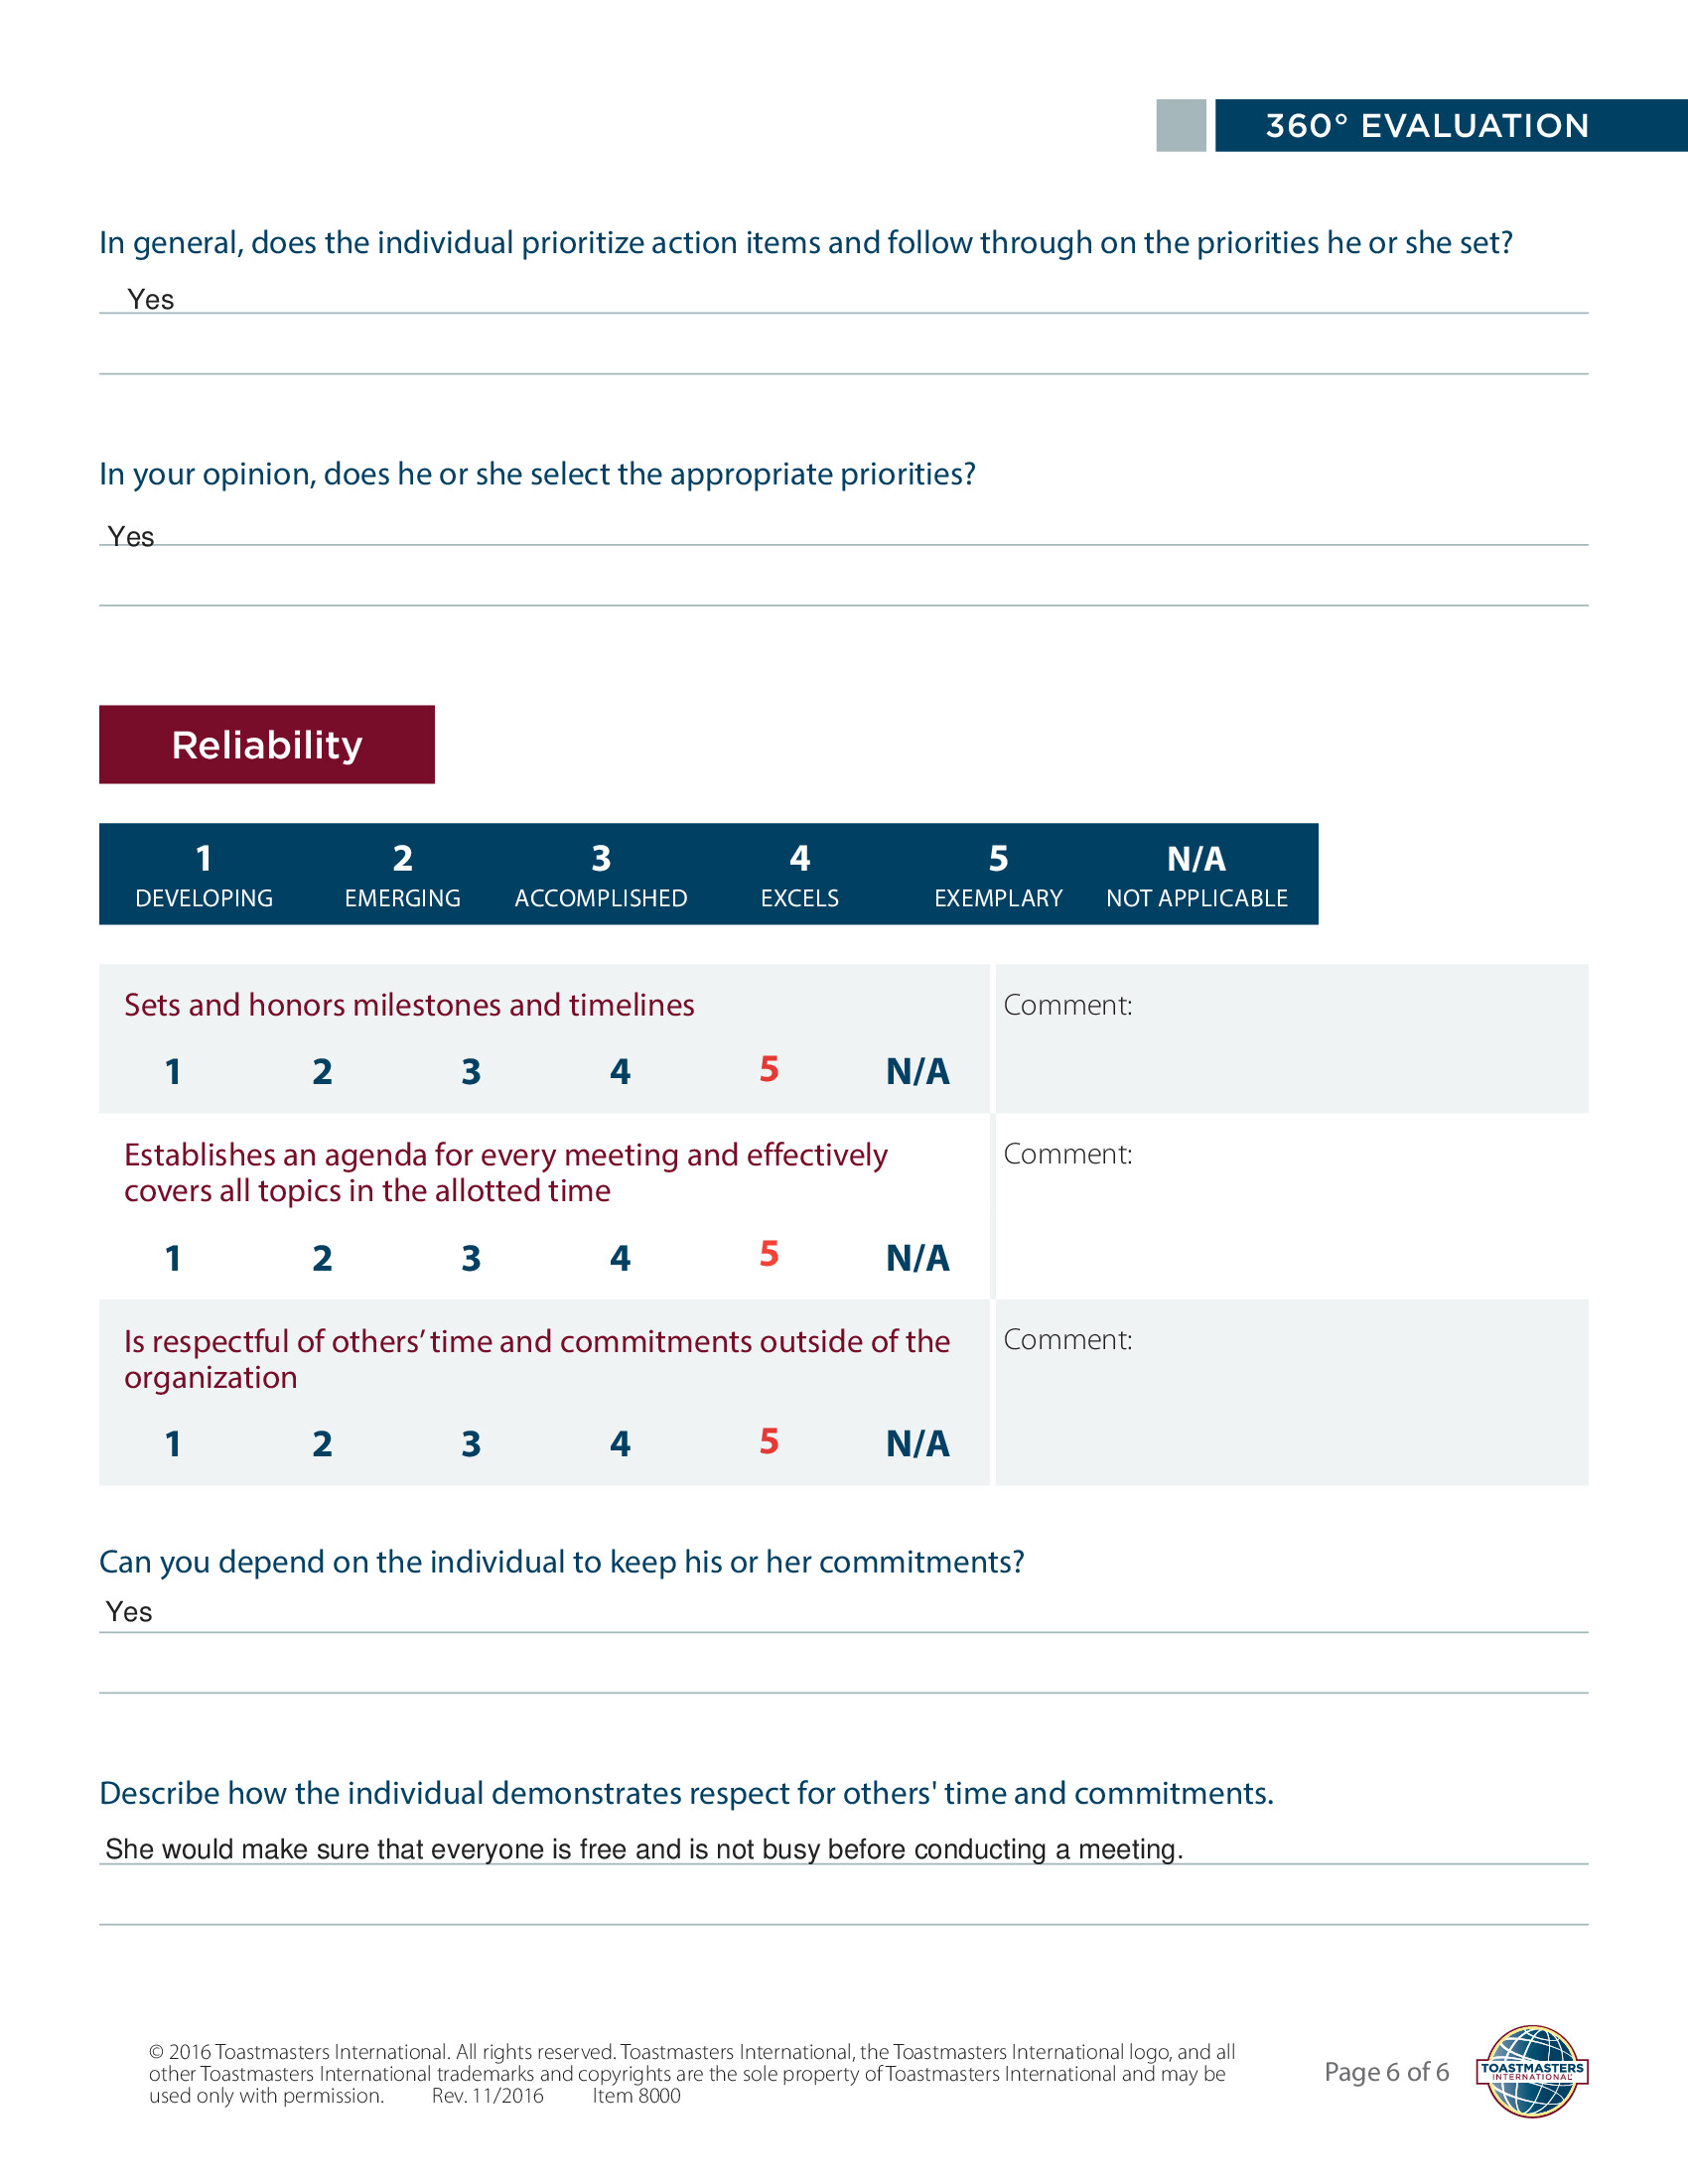 360° EVALUATION
In general, does the individual prioritize action items and follow through on the priorities he or she set?
Yes
In your opinion, does he or she select the appropriate priorities?
Yes
Reliability
1 2 3 4 5 N/A
DEVELOPING EMERGING ACCOMPLISHED EXCELS EXEMPLARY NOT APPLICABLE
Sets and honors milestones and timelines
Comment:
1 2 3 4 5 N/A
Establishes an agenda for every meeting and effectively
covers all topics in the allotted time
Comment:
1 2 3 4 5 N/A
Is respectful of others’ time and commitments outside of the
organization
Comment:
1 2 3 4 5 N/A
Can you depend on the individual to keep his or her commitments?
Yes
Describe how the individual demonstrates respect for others' time and commitments.
She would make sure that everyone is free and is not busy before conducting a meeting.
© 2016 Toastmasters International. All rights reserved. Toastmasters International, the Toastmasters International logo, and all
other Toastmasters International trademarks and copyrights are the sole property of Toastmasters International and may be
used only with permission. Rev. 11/2016 Item 8000
Page 6 of 6
TOASTMASTERS
INTERNATIONAL